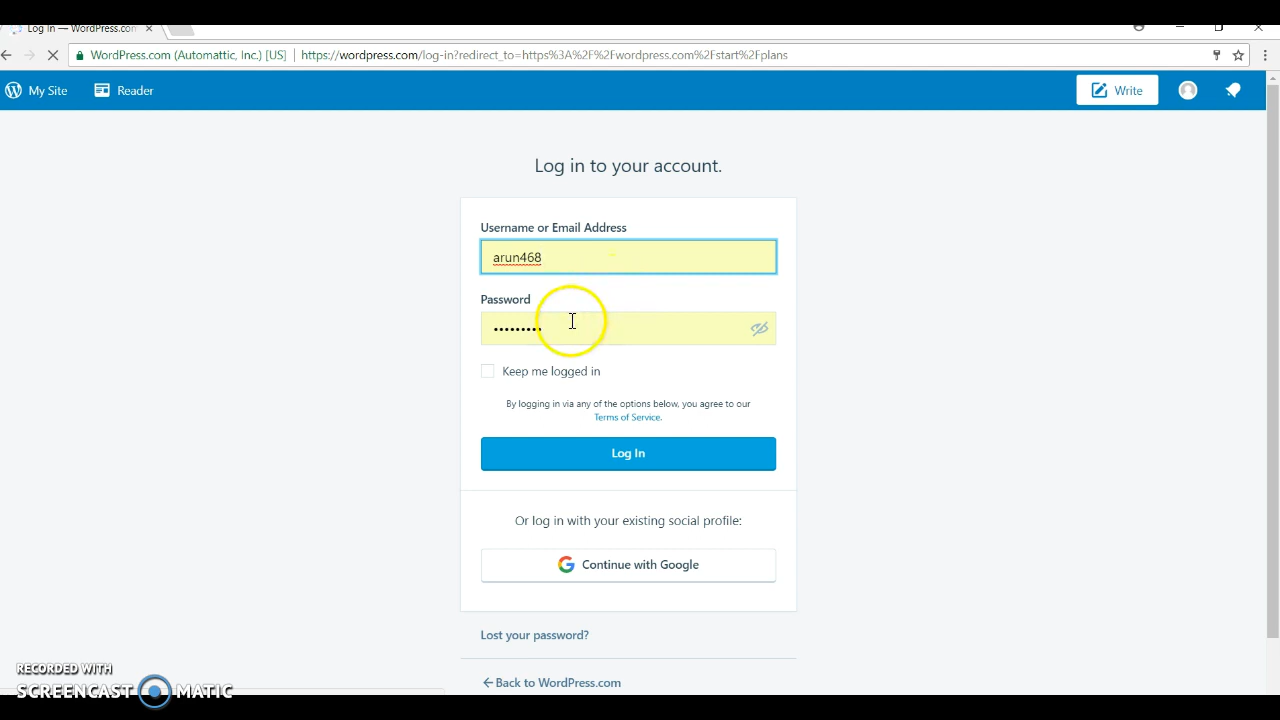 Log In — WordPress.com
WordPress.com (Automattic, Inc.) [US] https://wordpress.com/log-in?redirect_to=https%3A%2F%2Fwordpress.com%2Fstart%2Fplans
My Site Reader Write
Log in to your account.
Username or Email Address
arun468
Password
•••••••••
Keep me logged in
By logging in via any of the options below, you agree to our
Terms of Service.
Log In
Or log in with your existing social profile:
Continue with Google
Lost your password?
Back to WordPress.com
RECORDED WITH
SCREENCAST MATIC